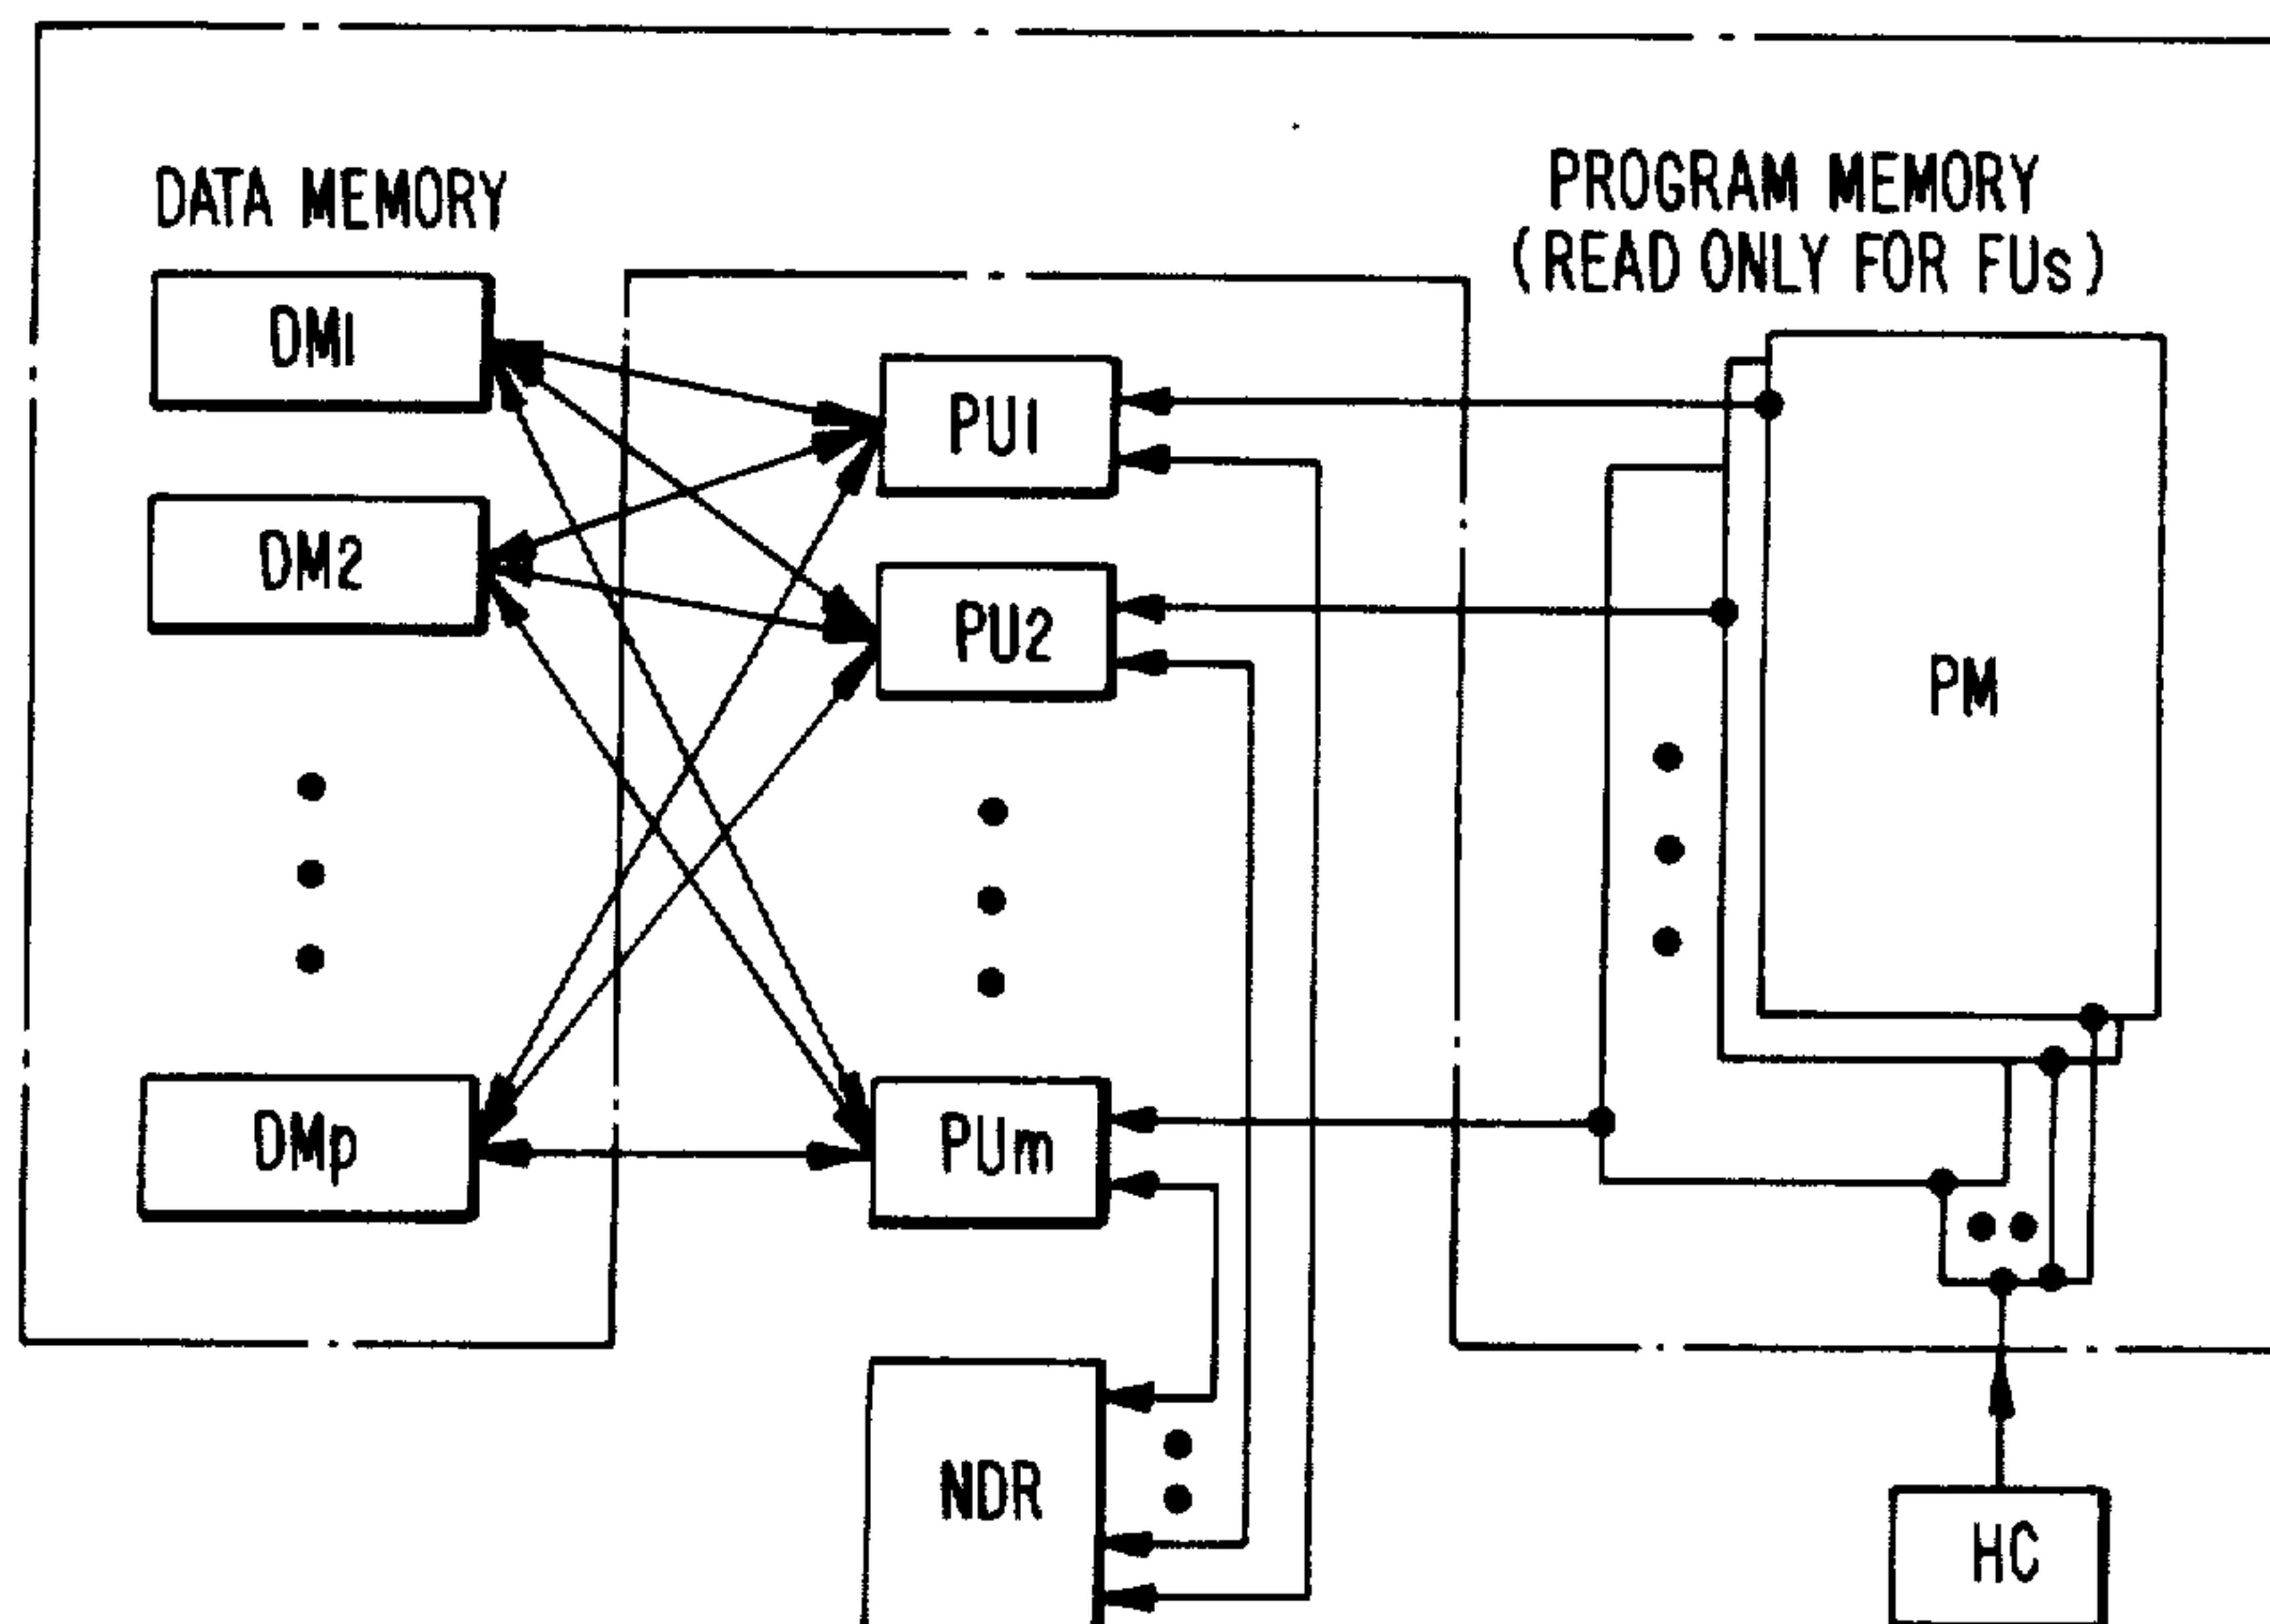 DATA MEMORY
PROGRAM MEMORY
(READ ONLY FOR FUs)
DM1
PU1
DM2
PU2
PM
DMp
PUm
NDR
HC